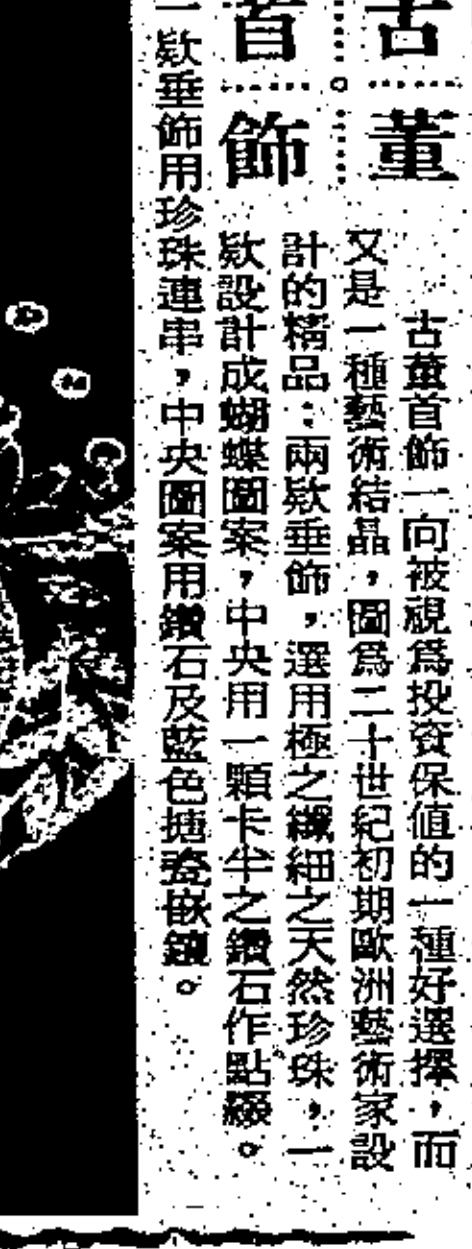 古董
首飾
古董首飾一向被視爲投資保值的一種好選擇，而
又是一種藝術結晶，圖爲二十世紀初期歐洲藝術家設
計的精品：兩欵垂飾，選用極之纖細之天然珍珠，一
欵設計成蝴蝶圖案，中央用一顆卡半之鑽石作點綴。
一欵垂飾用珍珠連串，中央圖案用鑽石及藍色搪瓷嵌鑲。